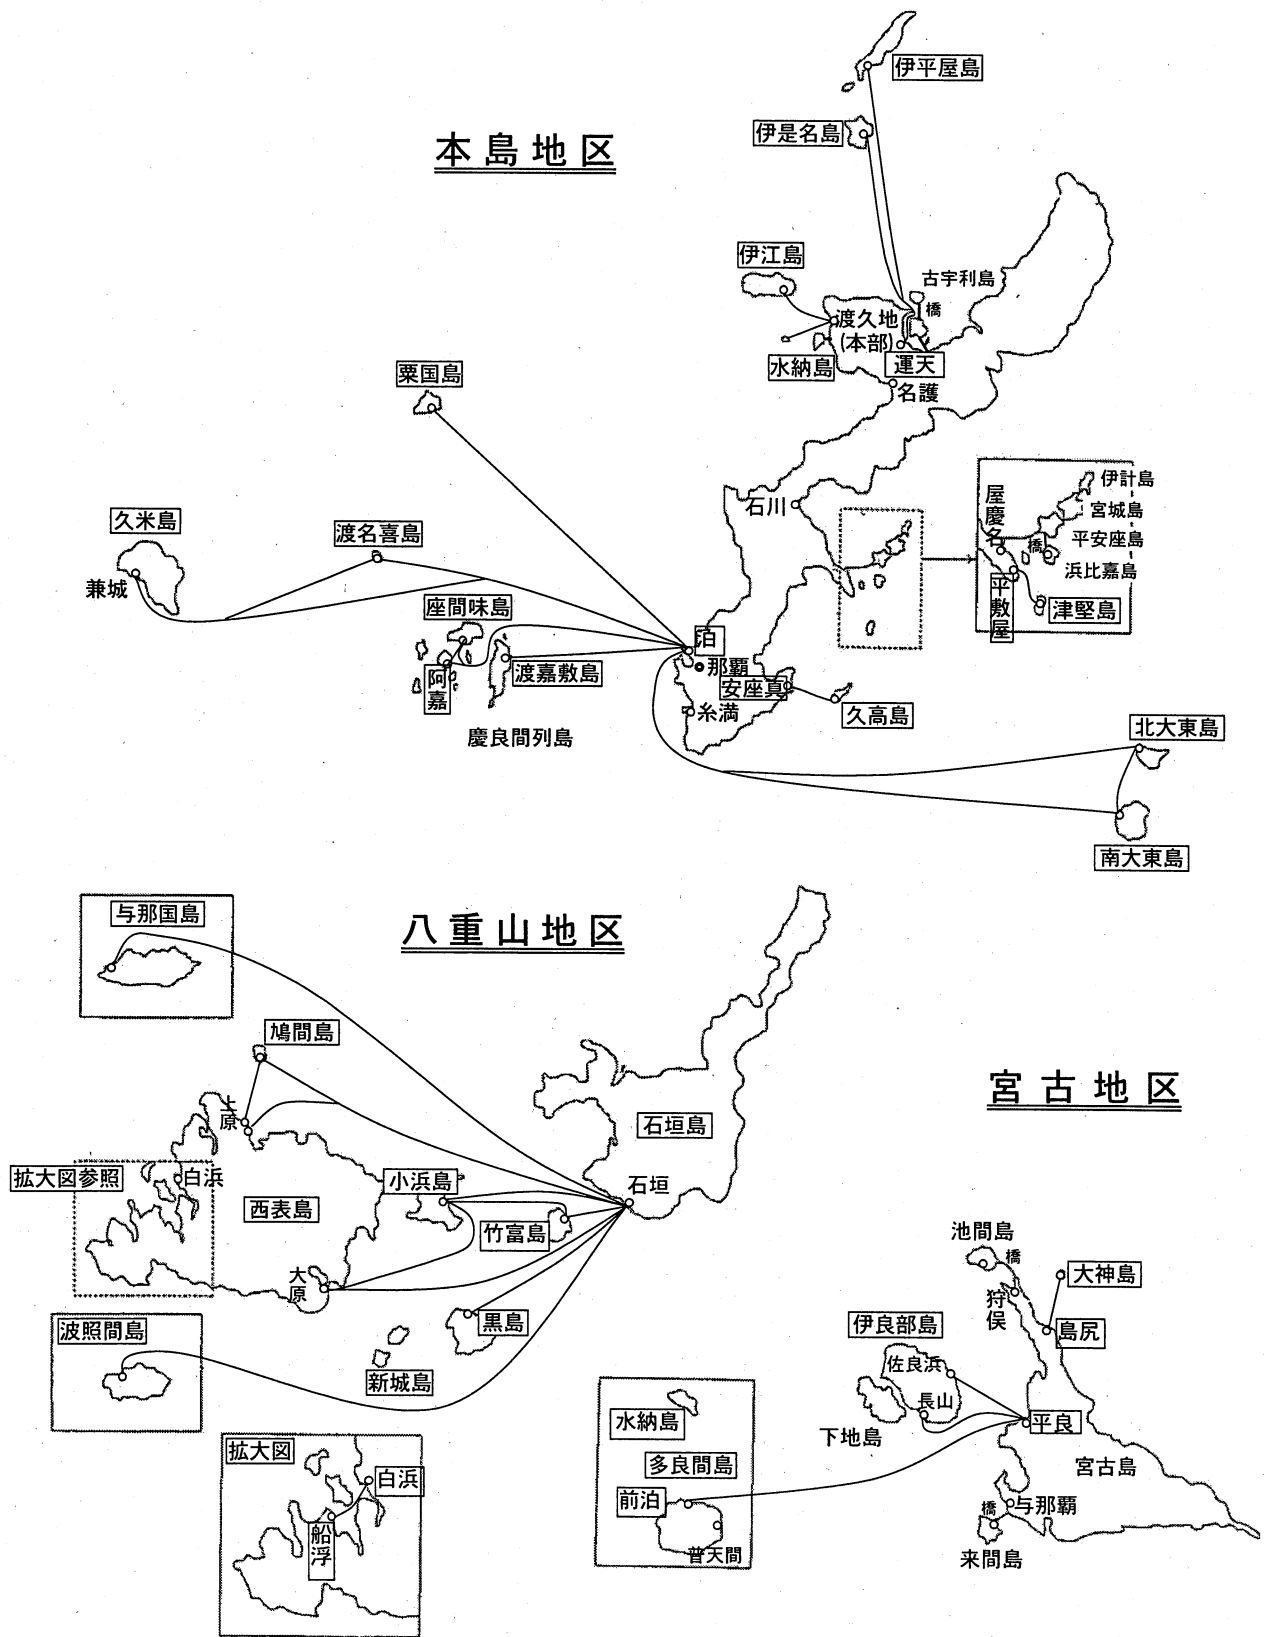 本島地区
伊平屋島
伊是名島
伊江島
古宇利島
橋
渡久地
(本部)
水納島
運天
名護
粟国島
石川
久米島
兼城
渡名喜島
座間味島
阿嘉
渡嘉敷島
慶良間列島
泊
那覇
安座真
糸満
久高島
屋慶名
伊計島
宮城島
平安座島
橋
浜比嘉島
平敷屋
津堅島
北大東島
南大東島
八重山地区
与那国島
鳩間島
上原
拡大図参照
白浜
西表島
小浜島
竹富島
石垣島
石垣
大原
黒島
新城島
波照間島
拡大図
白浜
船浮
宮古地区
池間島
橋
狩俣
大神島
島尻
伊良部島
佐良浜
長山
下地島
平良
宮古島
水納島
多良間島
前泊
普天間
橋
与那覇
来間島